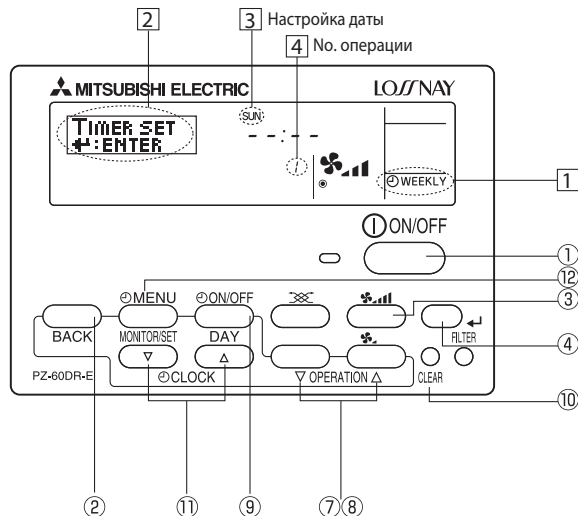 2
3 Настройка даты
4 No. операции
MITSUBISHI ELECTRIC
LOSSNAY
SUN
TIMER SET
:ENTER
--:--
1
WEEKLY
1
ON/OFF
①
⑫
MENU
ON/OFF
③
BACK
MONITOR/SET
DAY
FILTER
④
▽
△
PZ-60DR-E
CLOCK
▽ OPERATION △
CLEAR
⑩
②
⑪
⑨
⑦⑧